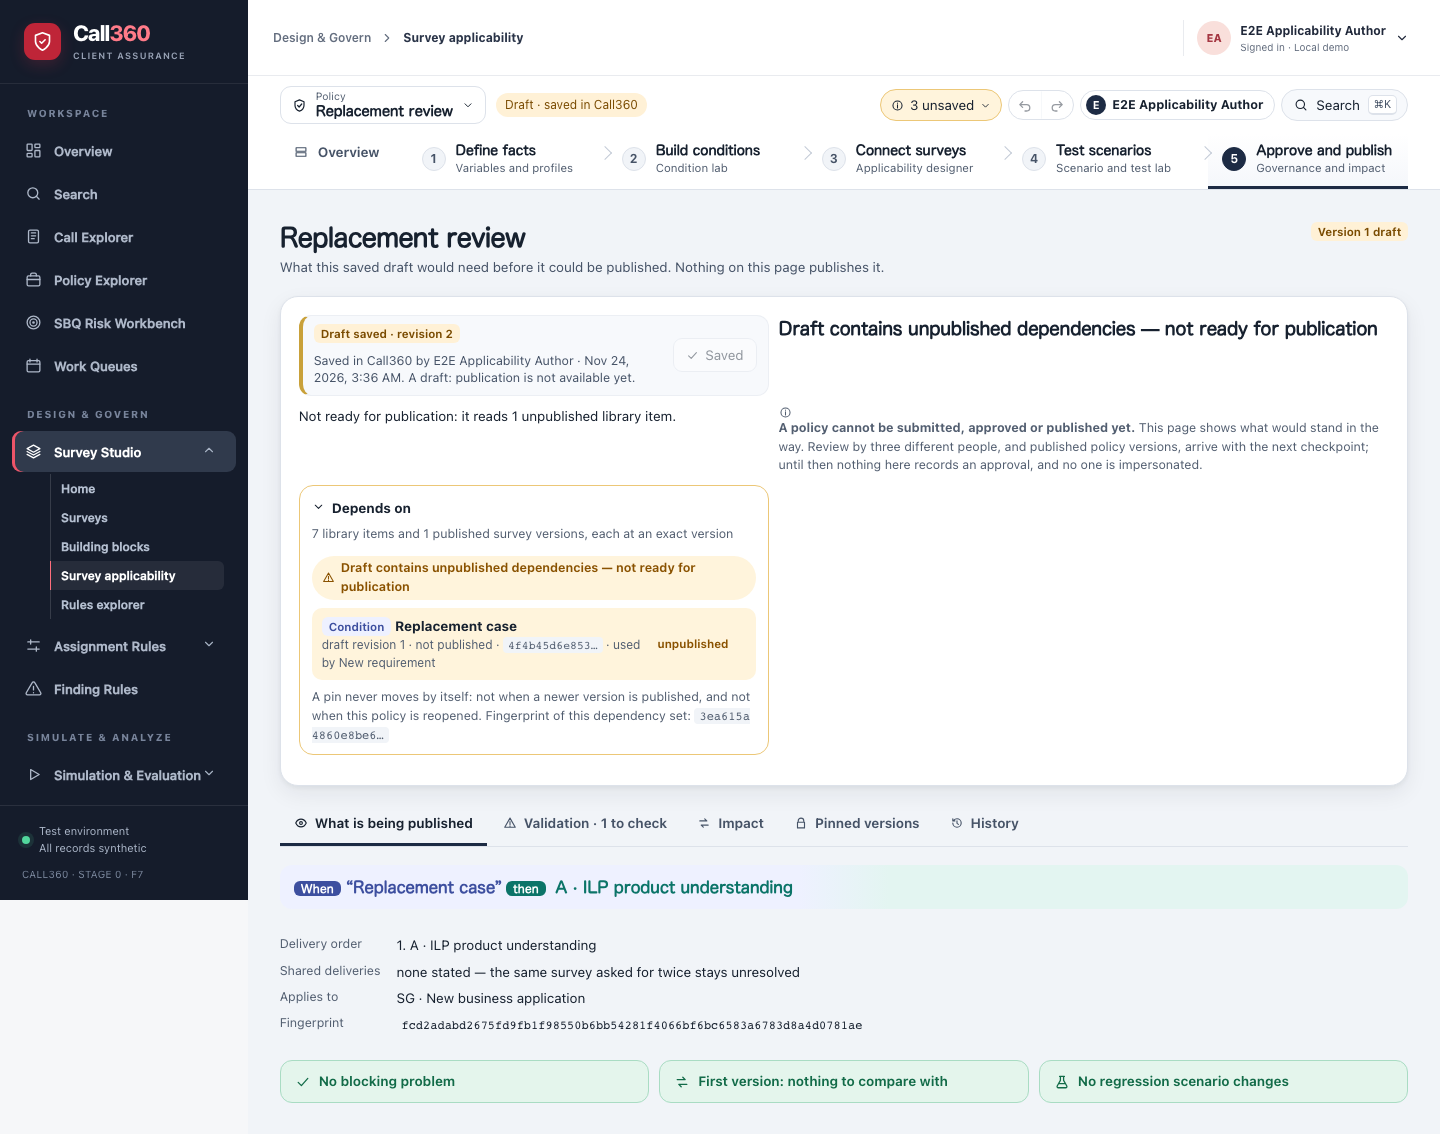 Call360
CLIENT ASSURANCE
WORKSPACE
Overview
Search
Call Explorer
Policy Explorer
SBQ Risk Workbench
Work Queues
DESIGN & GOVERN
Survey Studio
Home
Surveys
Building blocks
Survey applicability
Rules explorer
Assignment Rules
Finding Rules
SIMULATE & ANALYZE
Simulation & Evaluation
Test environment
All records synthetic
CALL360 · STAGE 0 · F7
Design & Govern > Survey applicability
EA
E2E Applicability Author
Signed in · Local demo
Policy
Replacement review
Draft · saved in Call360
3 unsaved
E E2E Applicability Author
Search ⌘K
Overview
1 Define facts
Variables and profiles
2 Build conditions
Condition lab
3 Connect surveys
Applicability designer
4 Test scenarios
Scenario and test lab
5 Approve and publish
Governance and impact
Replacement review
Version 1 draft
What this saved draft would need before it could be published. Nothing on this page publishes it.
Draft saved · revision 2
Saved in Call360 by E2E Applicability Author · Nov 24,
2026, 3:36 AM. A draft: publication is not available yet.
Saved
Draft contains unpublished dependencies — not ready for publication
Not ready for publication: it reads 1 unpublished library item.
A policy cannot be submitted, approved or published yet. This page shows what would stand in the
way. Review by three different people, and published policy versions, arrive with the next checkpoint;
until then nothing here records an approval, and no one is impersonated.
Depends on
7 library items and 1 published survey versions, each at an exact version
Draft contains unpublished dependencies — not ready for
publication
Condition Replacement case
draft revision 1 · not published · 4f4b45d6e853… · used
by New requirement
unpublished
A pin never moves by itself: not when a newer version is published, and not
when this policy is reopened. Fingerprint of this dependency set: 3ea615a
4860e8be6…
What is being published
Validation · 1 to check
Impact
Pinned versions
History
When “Replacement case” then A · ILP product understanding
Delivery order 1. A · ILP product understanding
Shared deliveries none stated — the same survey asked for twice stays unresolved
Applies to SG · New business application
Fingerprint fcd2adabd2675fd9fb1f98550b6bb54281f4066bf6bc6583a6783d8a4d0781ae
No blocking problem
First version: nothing to compare with
No regression scenario changes